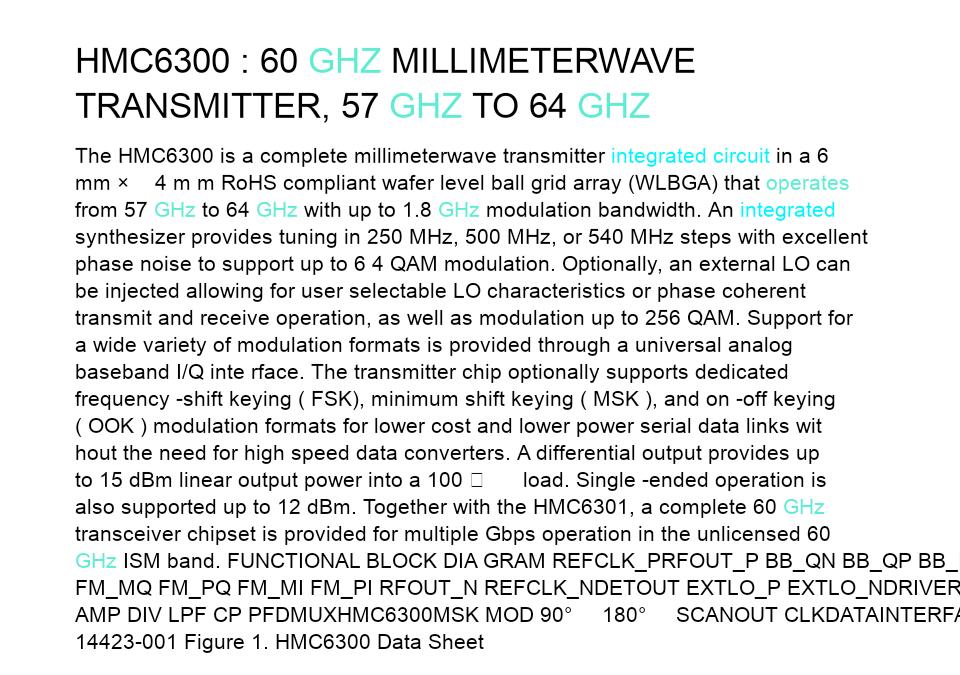 HMC6300 : 60 GHZ MILLIMETERWAVE
TRANSMITTER, 57 GHZ TO 64 GHZ
The HMC6300 is a complete millimeterwave transmitter integrated circuit in a 6
mm × 4 m m RoHS compliant wafer level ball grid array (WLBGA) that operates
from 57 GHz to 64 GHz with up to 1.8 GHz modulation bandwidth. An integrated
synthesizer provides tuning in 250 MHz, 500 MHz, or 540 MHz steps with excellent
phase noise to support up to 6 4 QAM modulation. Optionally, an external LO can
be injected allowing for user selectable LO characteristics or phase coherent
transmit and receive operation, as well as modulation up to 256 QAM. Support for
a wide variety of modulation formats is provided through a universal analog
baseband I/Q inte rface. The transmitter chip optionally supports dedicated
frequency -shift keying ( FSK), minimum shift keying ( MSK ), and on -off keying
( OOK ) modulation formats for lower cost and lower power serial data links wit
hout the need for high speed data converters. A differential output provides up
to 15 dBm linear output power into a 100 □ load. Single -ended operation is
also supported up to 12 dBm. Together with the HMC6301, a complete 60 GHz
transceiver chipset is provided for multiple Gbps operation in the unlicensed 60
GHz ISM band. FUNCTIONAL BLOCK DIA GRAM REFCLK_PRFOUT_P BB_QN BB_QP
FM_MQ FM_PQ FM_MI FM_PI RFOUT_N REFCLK_NDETOUT EXTLO_P EXTLO_NDRIVER
AMP DIV LPF CP PFDMUXHMC6300MSK MOD 90° 180° SCANOUT
14423-001 Figure 1. HMC6300 Data Sheet